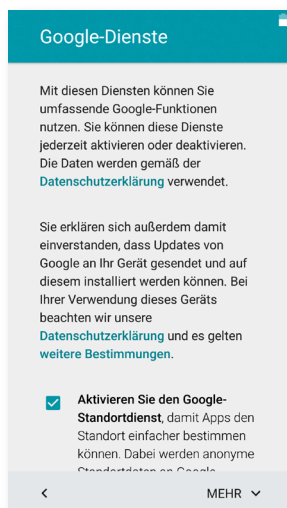 Google-Dienste
Mit diesen Diensten können Sie
umfassende Google-Funktionen
nutzen. Sie können diese Dienste
jederzeit aktivieren oder deaktivieren.
Die Daten werden gemäß der
Datenschutzerklärung verwendet.
Sie erklären sich außerdem damit
einverstanden, dass Updates von
Google an Ihr Gerät gesendet und auf
diesem installiert werden können. Bei
Ihrer Verwendung dieses Geräts
beachten wir unsere
Datenschutzerklärung und es gelten
weitere Bestimmungen.
Aktivieren Sie den Google-
Standortdienst, damit Apps den
Standort einfacher bestimmen
können. Dabei werden anonyme
Standortdaten an Google
MEHR